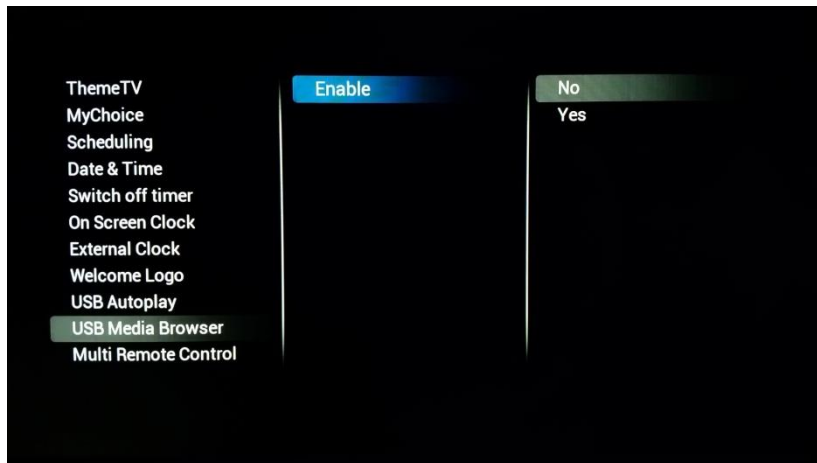 ThemeTV
MyChoice
Scheduling
Date & Time
Switch off timer
On Screen Clock
External Clock
Welcome Logo
USB Autoplay
USB Media Browser
Multi Remote Control
Enable
No
Yes